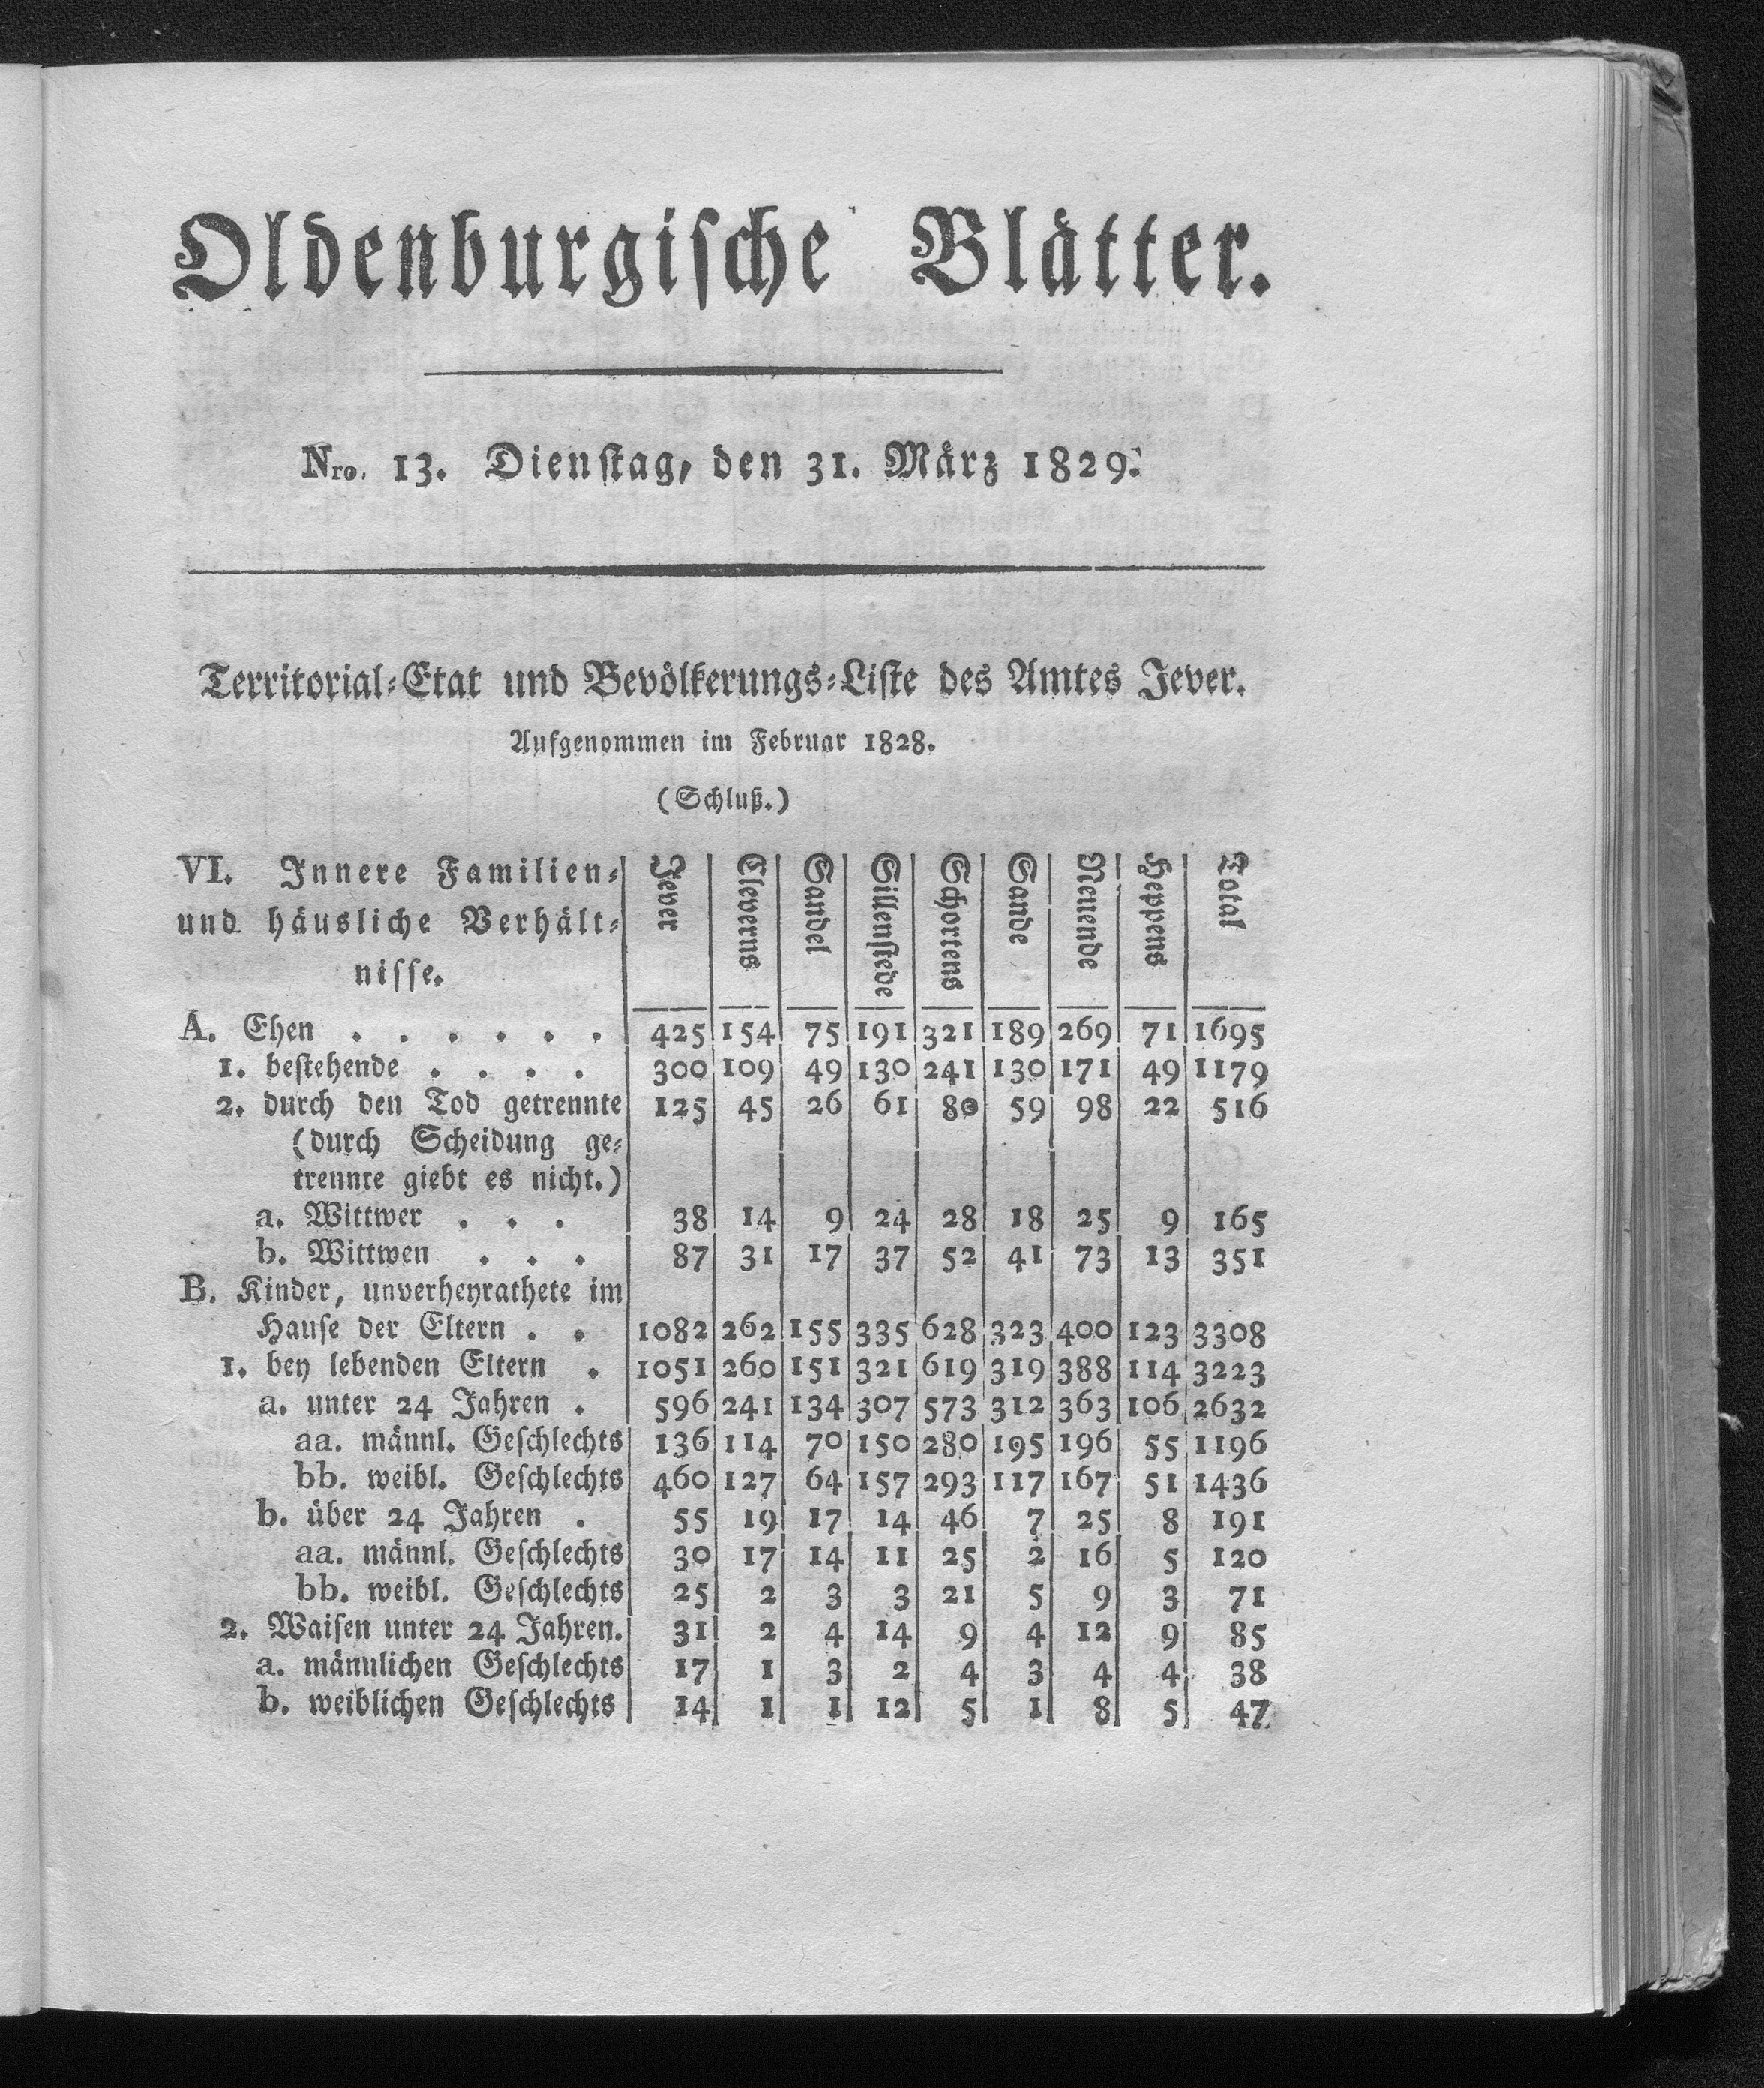 Oldenburgische Blätter.
Nro. 13. Dienstag, den 31. März 1829.
Territorial-Etat und Bevölkerungs-Liste des Amtes Jever.
Aufgenommen im Februar 1828.
(Schluß.)
VI. Innere Familien-
und häusliche Verhält-
nisse.
Jever Cleverns Sandel Sillenstede Schortens Sande Neuende Heppens Total
A. Ehen . . . . . . 425 154 75 191 321 189 269 71 1695
1. bestehende . . . . 300 109 49 130 241 130 171 49 1179
2. durch den Tod getrennte 125 45 26 61 80 59 98 22 516
(durch Scheidung ge-
trennte giebt es nicht.)
a. Wittwer . . . 38 14 9 24 28 18 25 9 165
b. Wittwen . . . 87 31 17 37 52 41 73 13 351
B. Kinder, unverheyrathete im
Hause der Eltern . . 1082 262 155 335 628 323 400 123 3308
1. bey lebenden Eltern . 1051 260 151 321 619 319 388 114 3223
a. unter 24 Jahren . 596 241 134 307 573 312 363 106 2632
aa. männl. Geschlechts 136 114 70 150 280 195 196 55 1196
bb. weibl. Geschlechts 460 127 64 157 293 117 167 51 1436
b. über 24 Jahren . 55 19 17 14 46 7 25 8 191
aa. männl. Geschlechts 30 17 14 11 25 2 16 5 120
bb. weibl. Geschlechts 25 2 3 3 21 5 9 3 71
2. Waisen unter 24 Jahren. 31 2 4 14 9 4 12 9 85
a. männlichen Geschlechts 17 1 3 2 4 3 4 4 38
b. weiblichen Geschlechts 14 1 1 12 5 1 8 5 47